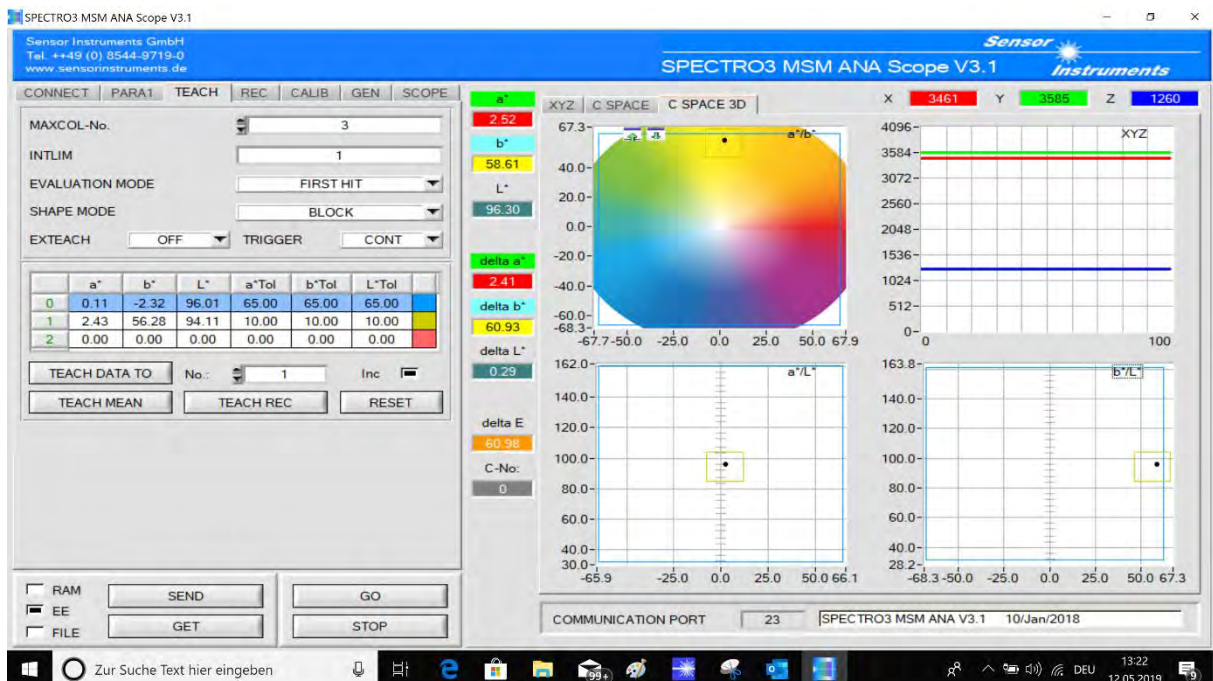 SPECTRO3 MSM ANA Scope V3.1
Sensor Instruments GmbH
Tel. ++49 (0) 8544-9719-0
www.sensorinstruments.de
SPECTRO3 MSM ANA Scope V3.1
Sensor
Instruments
CONNECT PARA1 TEACH REC CALIB GEN SCOPE
MAXCOL-No. 3
INTLIM 1
EVALUATION MODE FIRST HIT
SHAPE MODE BLOCK
EXTEACH OFF TRIGGER CONT
a* b* L* a*Tol b*Tol L*Tol
0 0.11 -2.32 96.01 65.00 65.00 65.00
1 2.43 56.28 94.11 10.00 10.00 10.00
2 0.00 0.00 0.00 0.00 0.00 0.00
TEACH DATA TO No.: 1 Inc
TEACH MEAN TEACH REC RESET
RAM
EE
FILE
SEND GO
GET STOP
a*
2.52
b*
58.61
L*
96.30
delta a*
2.41
delta b*
60.93
delta L*
0.29
delta E
60.98
C-No:
0
XYZ C SPACE C SPACE 3D
X 3461 Y 3585 Z 1260
a*/b*
67.3
40.0
20.0
0.0
-20.0
-40.0
-60.0
-68.3
-67.7 -50.0 -25.0 0.0 25.0 50.0 67.9
XYZ
4096
3584
3072
2560
2048
1536
1024
512
0
0 100
a*/L*
162.0
140.0
120.0
100.0
80.0
60.0
40.0
30.0
-65.9 -25.0 0.0 25.0 50.0 66.1
b*/L*
163.8
140.0
120.0
100.0
80.0
60.0
40.0
28.2
-68.3 -50.0 -25.0 0.0 25.0 50.0 67.3
COMMUNICATION PORT 23 SPECTRO3 MSM ANA V3.1 10/Jan/2018
Zur Suche Text hier eingeben
99+
DEU
13:22
12.05.2019
9